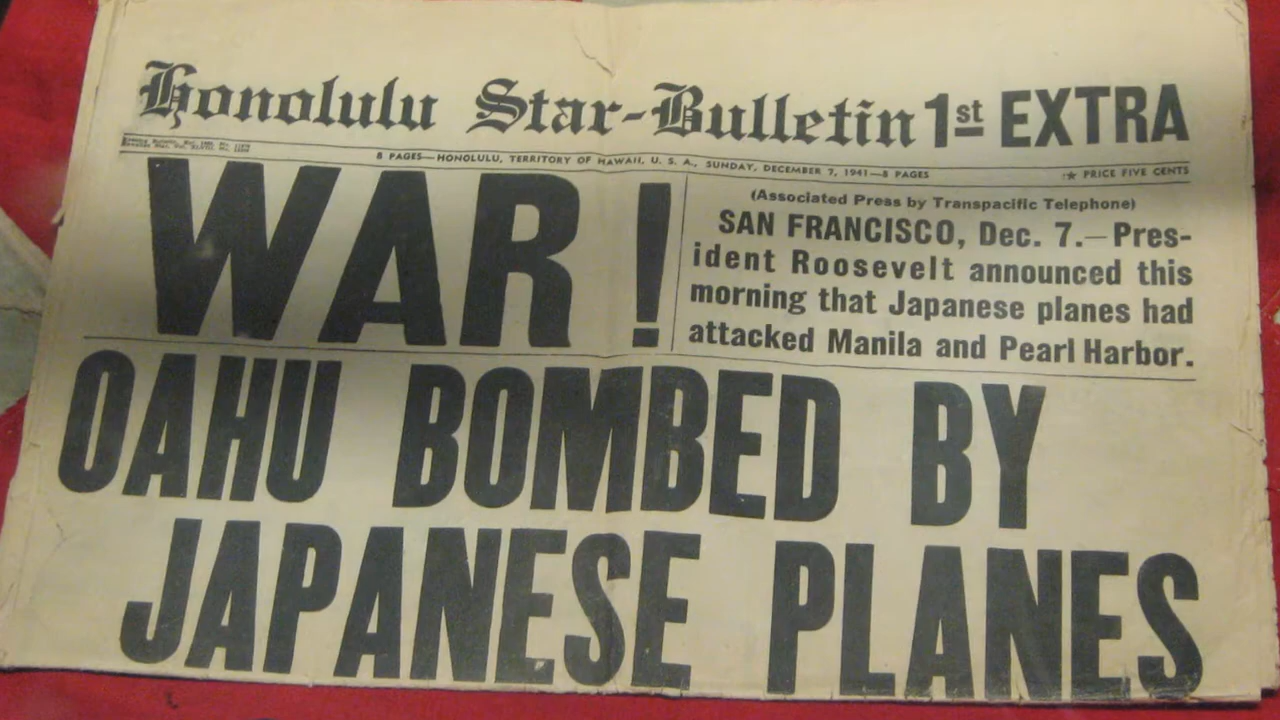 Honolulu Star-Bulletin 1st EXTRA
8 PAGES—HONOLULU, TERRITORY OF HAWAII, U. S. A., SUNDAY, DECEMBER 7, 1941—8 PAGES
★ PRICE FIVE CENTS
WAR!
(Associated Press by Transpacific Telephone)
SAN FRANCISCO, Dec. 7.—Pres-
ident Roosevelt announced this
morning that Japanese planes had
attacked Manila and Pearl Harbor.
OAHU BOMBED BY
JAPANESE PLANES